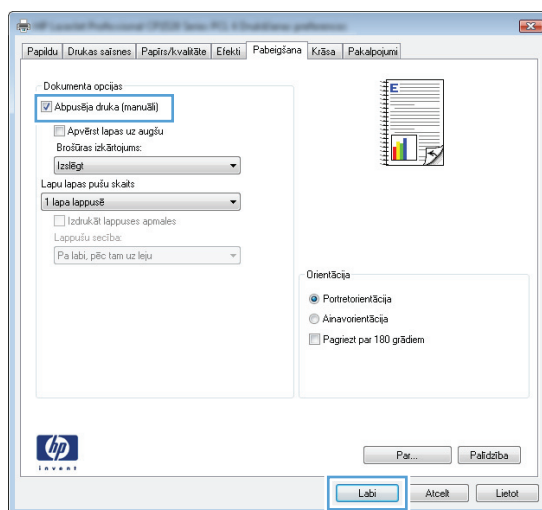 Papildu Drukas saīsnes Papīrs/kvalitāte Efekti Pabeigšana Krāsa Pakalpojumi
Dokumenta opcijas
Abpusēja druka (manuāli)
Apvērst lapas uz augšu
Brošūras izkārtojums:
Izslēgt
Lapu lapas pušu skaits
1 lapa lappusē
Izdrukāt lappuses apmales
Lappušu secība:
Pa labi, pēc tam uz leju
E
Orientācija
Portretorientācija
Ainavorientācija
Pagriezt par 180 grādiem
hp
invent
Par... Palīdzība
Labi Atcelt Lietot